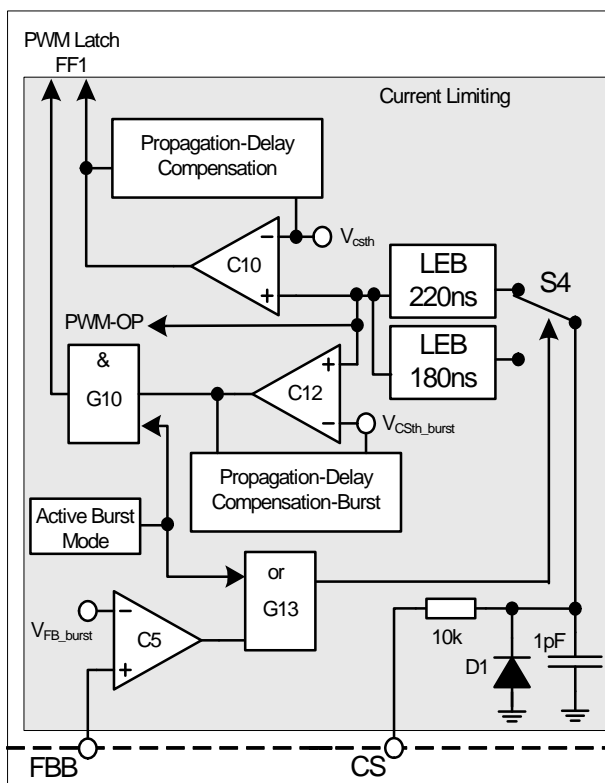 PWM Latch
FF1
Current Limiting
Propagation-Delay
Compensation
Vcsth
C10
LEB
220ns
S4
PWM-OP
LEB
180ns
&
G10
C12
VCSth_burst
Propagation-Delay
Compensation-Burst
Active Burst
Mode
or
G13
VFB_burst
C5
10k
D1
1pF
FBB
CS